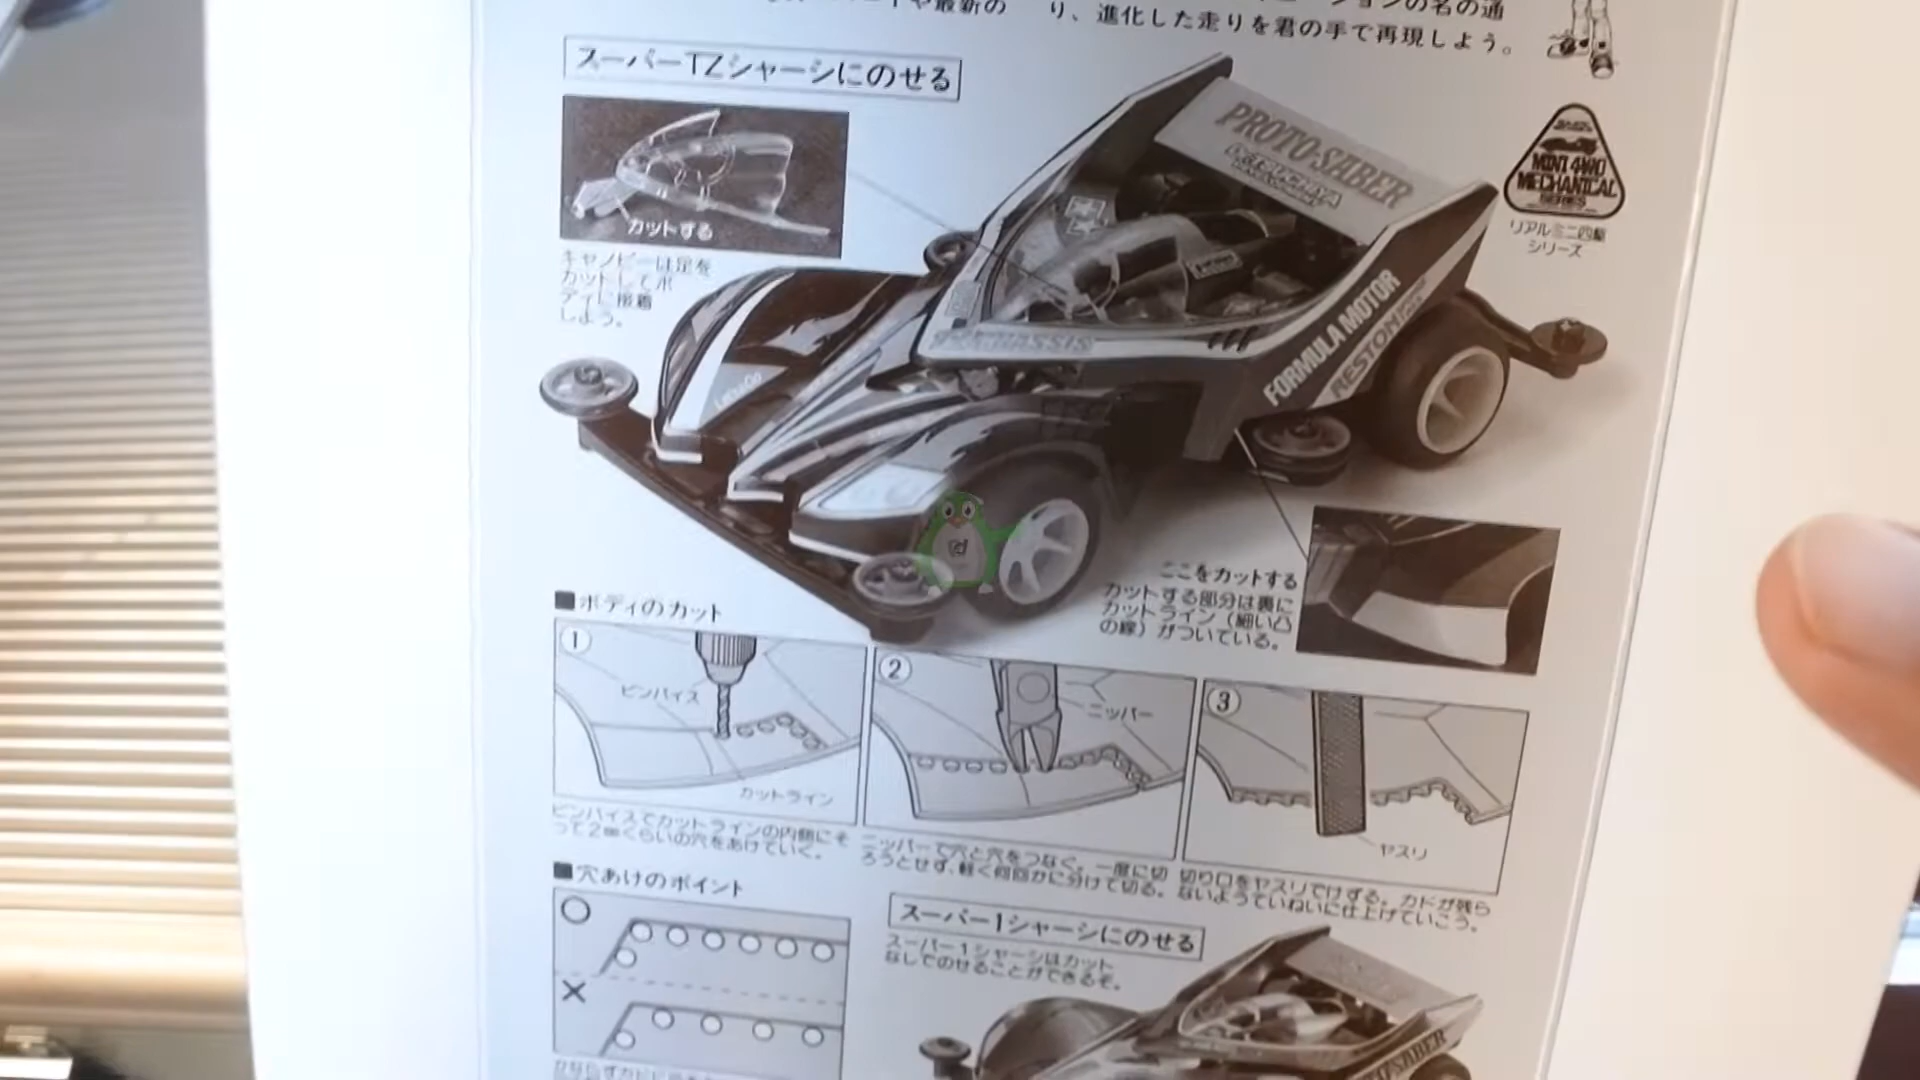 り、進化した走りを君の手で再現しよう。
スーパーTZシャーシにのせる
カットする
キャノピーは足を
カットしてボ
ディに接着
しよう。
PROTO-SABER
FORMULA MOTOR
RESTON
MINI 4WD
MECHANICAL
SERIES
リアルミニ四駆
シリーズ
ここをカットする
カットする部分は裏に
カットライン（細い凸
の線）がついている。
■ボディのカット
①
ピンバイス
カットライン
ピンバイスでカットラインの内側にそ
って2mmくらいの穴をあけていく。
②
ニッパー
ニッパーで穴と穴をつなぐ。一度に切
ろうとせず、軽く何回かに分けて切る。
③
ヤスリ
切り口をヤスリでけずる。カドが残ら
ないようていねいに仕上げていこう。
■穴あけのポイント
○
×
スーパー1シャーシにのせる
スーパー1シャーシはカット
なしでのせることができるぞ。